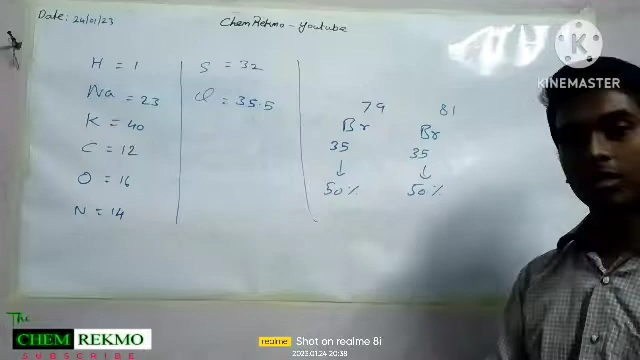 Date: 24/01/23
ChemRekmo - Youtube
KINEMASTER
H = 1
Na = 23
K = 40
C = 12
O = 16
N = 14
S = 32
Cl = 35.5
79 81
Br Br
35 35
↓ ↓
50% 50%
The
CHEM REKMO
SUBSCRIBE
realme Shot on realme 8i
2023.01.24 20:38